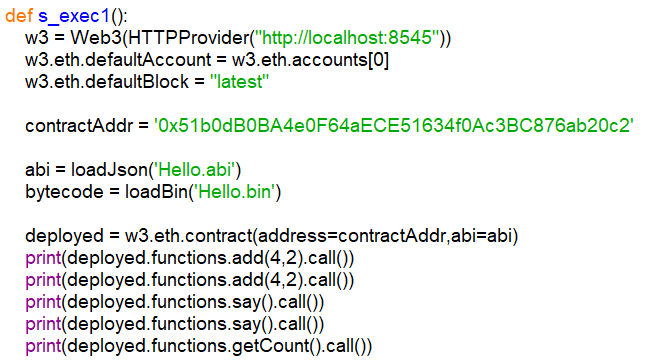 def s_exec1():
    w3 = Web3(HTTPProvider("http://localhost:8545"))
    w3.eth.defaultAccount = w3.eth.accounts[0]
    w3.eth.defaultBlock = "latest"

    contractAddr = '0x51b0dB0BA4e0F64aECE51634f0Ac3BC876ab20c2'

    abi = loadJson('Hello.abi')
    bytecode = loadBin('Hello.bin')

    deployed = w3.eth.contract(address=contractAddr,abi=abi)
    print(deployed.functions.add(4,2).call())
    print(deployed.functions.add(4,2).call())
    print(deployed.functions.say().call())
    print(deployed.functions.say().call())
    print(deployed.functions.getCount().call())